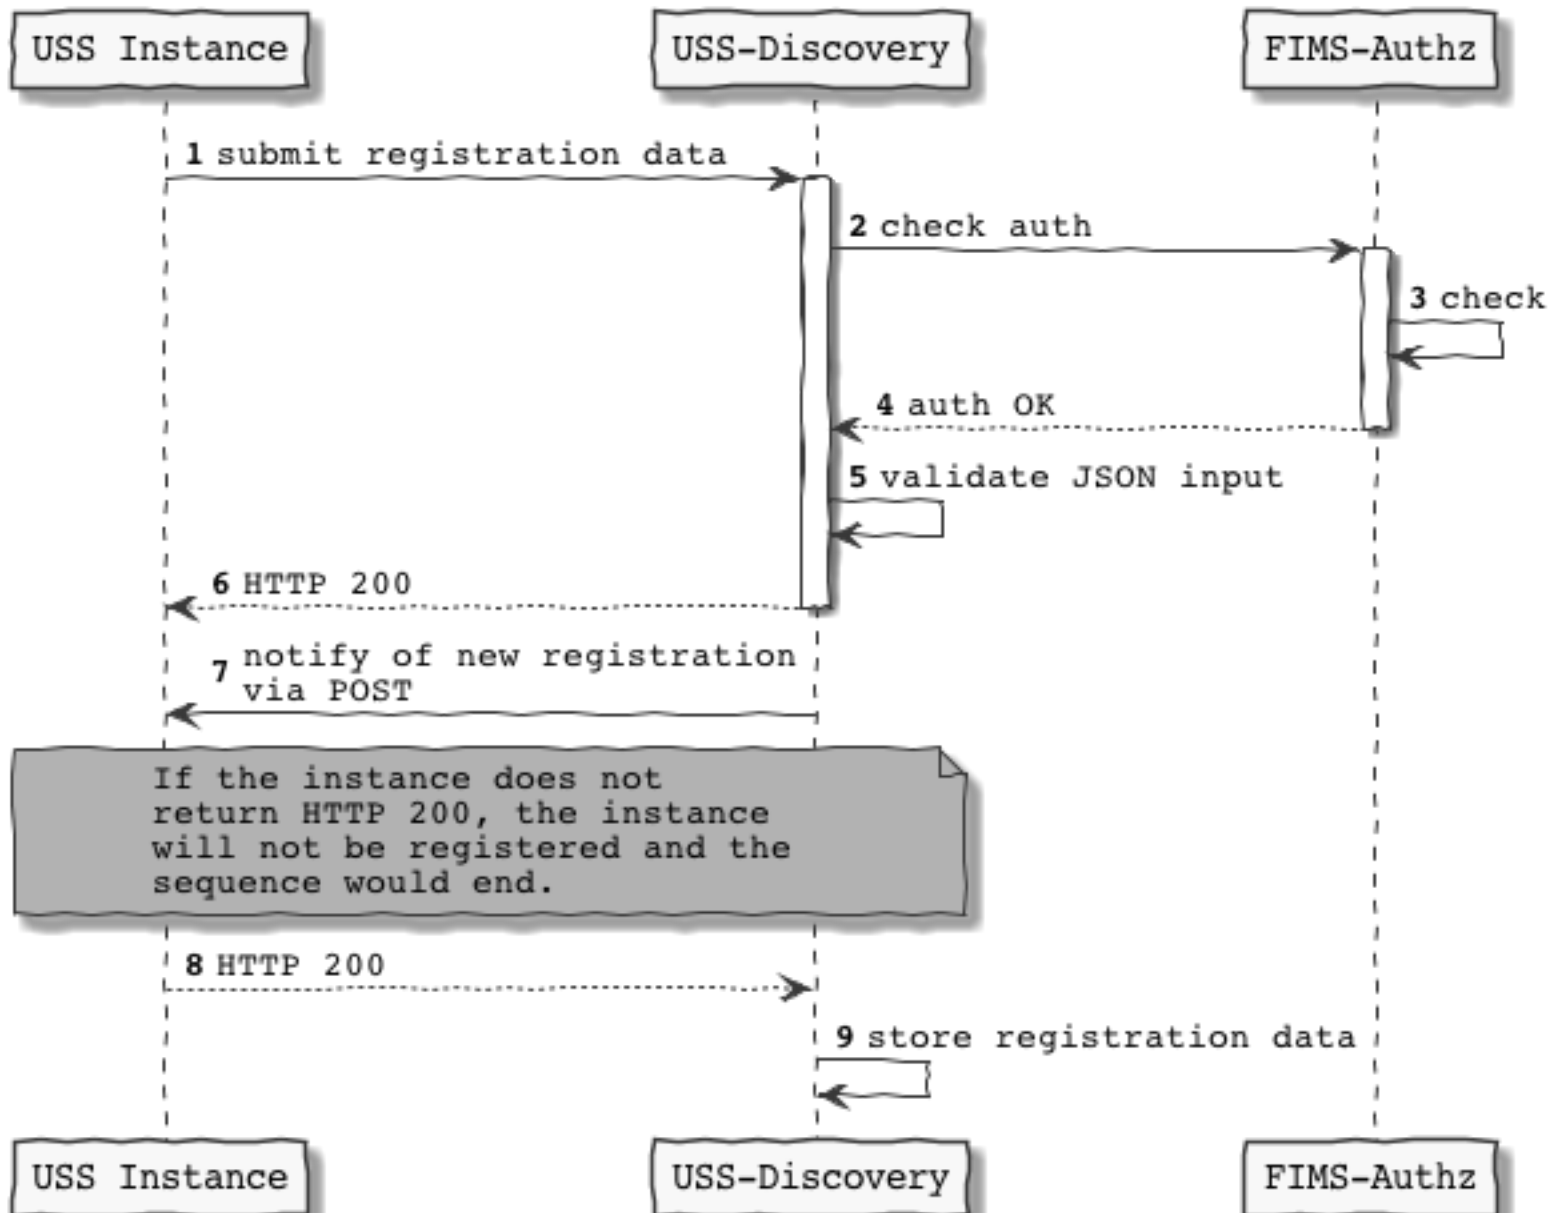 USS Instance
USS-Discovery
FIMS-Authz
1 submit registration data
2 check auth
3 check
4 auth OK
5 validate JSON input
6 HTTP 200
7 notify of new registration
via POST
If the instance does not
return HTTP 200, the instance
will not be registered and the
sequence would end.
8 HTTP 200
9 store registration data
USS Instance
USS-Discovery
FIMS-Authz